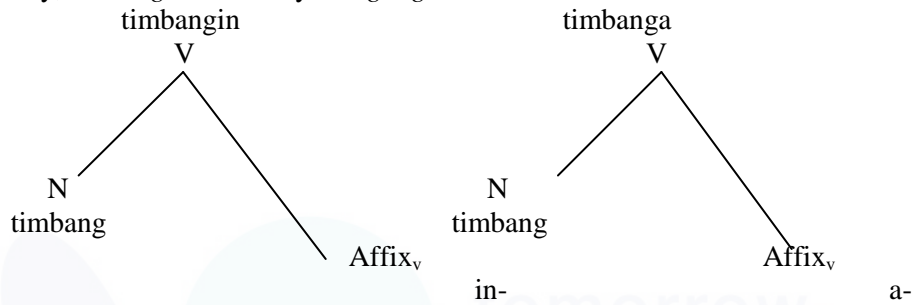 timbangin timbanga
V V
N N
timbang timbang
Affixv Affixv
in- a-